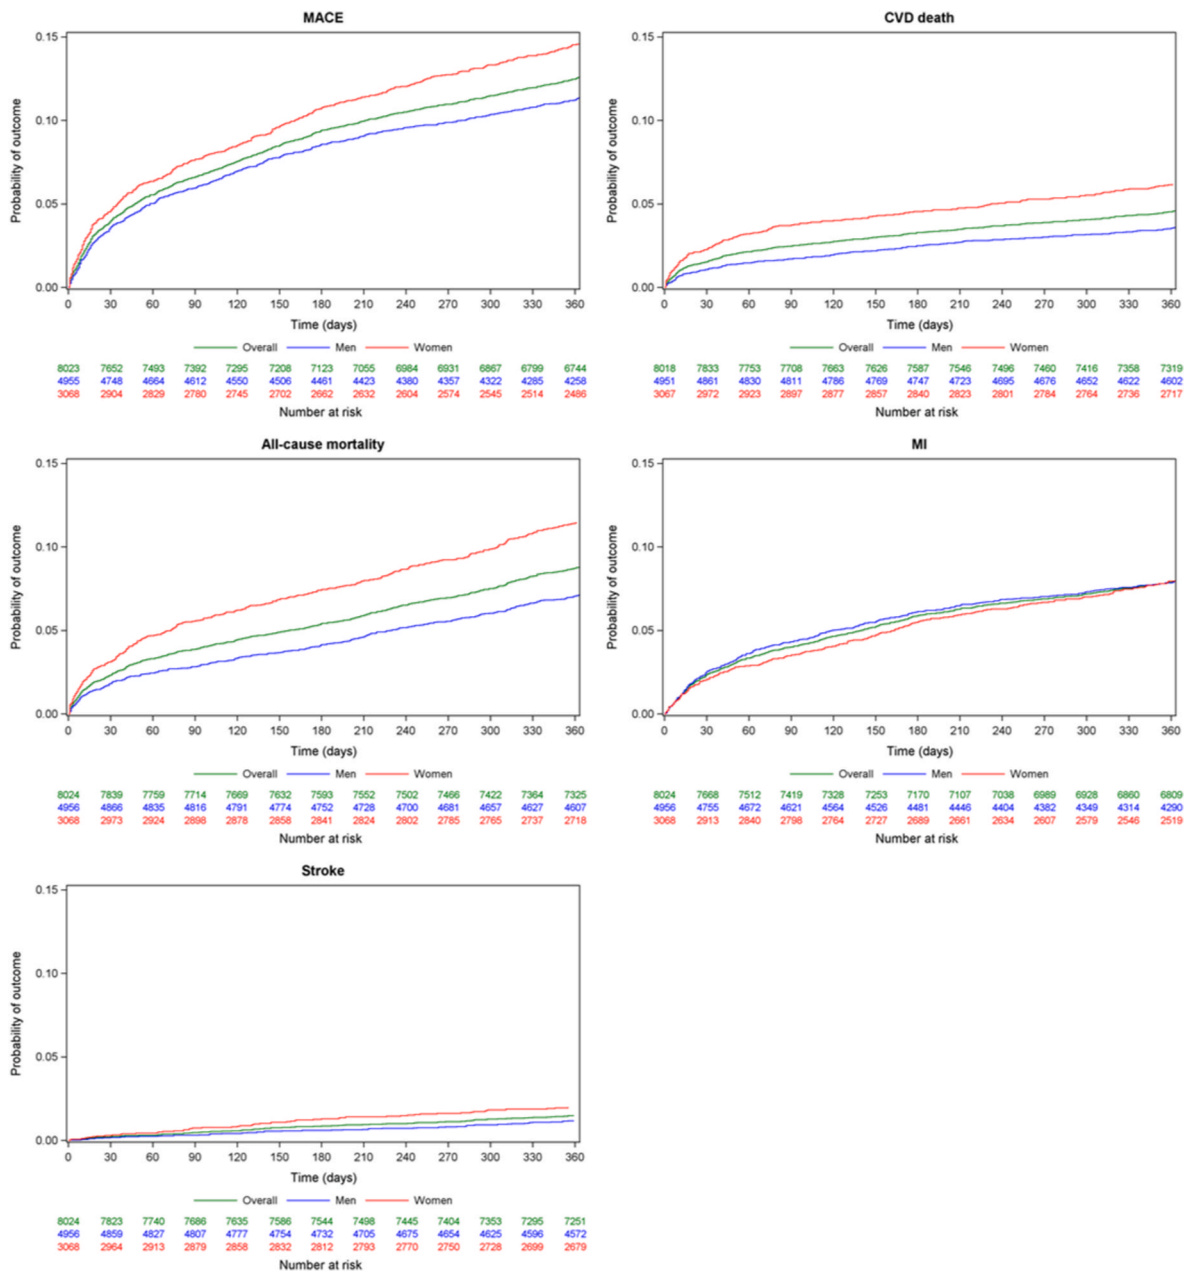 MACE
0.15
0.10
0.05
0.00
Probability of outcome
0 30 60 90 120 150 180 210 240 270 300 330 360
Time (days)
Overall Men Women
8023 7652 7493 7392 7295 7208 7123 7055 6984 6931 6867 6799 6744
4955 4748 4664 4612 4550 4506 4461 4423 4380 4357 4322 4285 4258
3068 2904 2829 2780 2745 2702 2662 2632 2604 2574 2545 2514 2486
Number at risk
CVD death
0.15
0.10
0.05
0.00
Probability of outcome
0 30 60 90 120 150 180 210 240 270 300 330 360
Time (days)
Overall Men Women
8018 7833 7753 7708 7663 7626 7587 7546 7496 7460 7416 7358 7319
4951 4861 4830 4811 4786 4769 4747 4723 4695 4676 4652 4622 4602
3067 2972 2923 2897 2877 2857 2840 2823 2801 2784 2764 2736 2717
Number at risk
All-cause mortality
0.15
0.10
0.05
0.00
Probability of outcome
0 30 60 90 120 150 180 210 240 270 300 330 360
Time (days)
Overall Men Women
8024 7839 7759 7714 7669 7632 7593 7552 7502 7466 7422 7364 7325
4956 4866 4835 4816 4791 4774 4752 4728 4700 4681 4657 4627 4607
3068 2973 2924 2898 2878 2858 2841 2824 2802 2785 2765 2737 2718
Number at risk
MI
0.15
0.10
0.05
0.00
Probability of outcome
0 30 60 90 120 150 180 210 240 270 300 330 360
Time (days)
Overall Men Women
8024 7668 7512 7419 7328 7253 7170 7107 7038 6989 6928 6860 6809
4956 4755 4672 4621 4564 4526 4481 4446 4404 4382 4349 4314 4290
3068 2913 2840 2798 2764 2727 2689 2661 2634 2607 2579 2546 2519
Number at risk
Stroke
0.15
0.10
0.05
0.00
Probability of outcome
0 30 60 90 120 150 180 210 240 270 300 330 360
Time (days)
Overall Men Women
8024 7823 7740 7686 7635 7586 7544 7498 7445 7404 7353 7295 7251
4956 4859 4827 4807 4777 4754 4732 4705 4675 4654 4625 4596 4572
3068 2964 2913 2879 2858 2832 2812 2793 2770 2750 2728 2699 2679
Number at risk